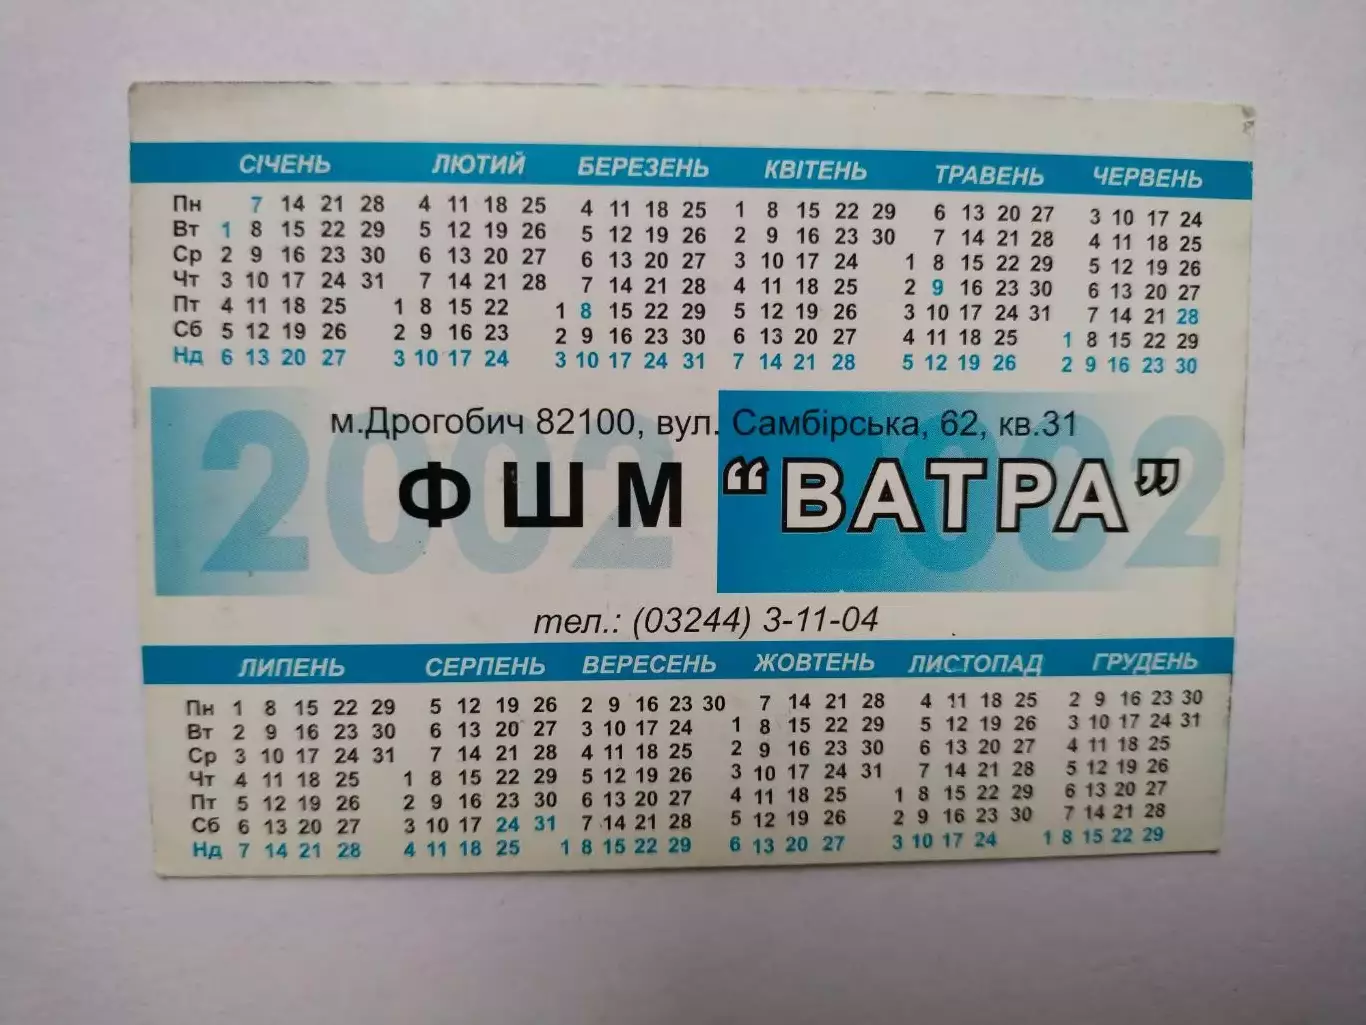 СІЧЕНЬ ЛЮТИЙ БЕРЕЗЕНЬ КВІТЕНЬ ТРАВЕНЬ ЧЕРВЕНЬ
Пн 7 14 21 28 4 11 18 25 4 11 18 25 1 8 15 22 29 6 13 20 27 3 10 17 24
Вт 1 8 15 22 29 5 12 19 26 5 12 19 26 2 9 16 23 30 7 14 21 28 4 11 18 25
Ср 2 9 16 23 30 6 13 20 27 6 13 20 27 3 10 17 24 1 8 15 22 29 5 12 19 26
Чт 3 10 17 24 31 7 14 21 28 7 14 21 28 4 11 18 25 2 9 16 23 30 6 13 20 27
Пт 4 11 18 25 1 8 15 22 1 8 15 22 29 5 12 19 26 3 10 17 24 31 7 14 21 28
Сб 5 12 19 26 2 9 16 23 2 9 16 23 30 6 13 20 27 4 11 18 25 1 8 15 22 29
Нд 6 13 20 27 3 10 17 24 3 10 17 24 31 7 14 21 28 5 12 19 26 2 9 16 23 30
2002 2002
м.Дрогобич 82100, вул. Самбірська, 62, кв.31
ФШМ “ВАТРА”
тел.: (03244) 3-11-04
ЛИПЕНЬ СЕРПЕНЬ ВЕРЕСЕНЬ ЖОВТЕНЬ ЛИСТОПАД ГРУДЕНЬ
Пн 1 8 15 22 29 5 12 19 26 2 9 16 23 30 7 14 21 28 4 11 18 25 2 9 16 23 30
Вт 2 9 16 23 30 6 13 20 27 3 10 17 24 1 8 15 22 29 5 12 19 26 3 10 17 24 31
Ср 3 10 17 24 31 7 14 21 28 4 11 18 25 2 9 16 23 30 6 13 20 27 4 11 18 25
Чт 4 11 18 25 1 8 15 22 29 5 12 19 26 3 10 17 24 31 7 14 21 28 5 12 19 26
Пт 5 12 19 26 2 9 16 23 30 6 13 20 27 4 11 18 25 1 8 15 22 29 6 13 20 27
Сб 6 13 20 27 3 10 17 24 31 7 14 21 28 5 12 19 26 2 9 16 23 30 7 14 21 28
Нд 7 14 21 28 4 11 18 25 1 8 15 22 29 6 13 20 27 3 10 17 24 1 8 15 22 29